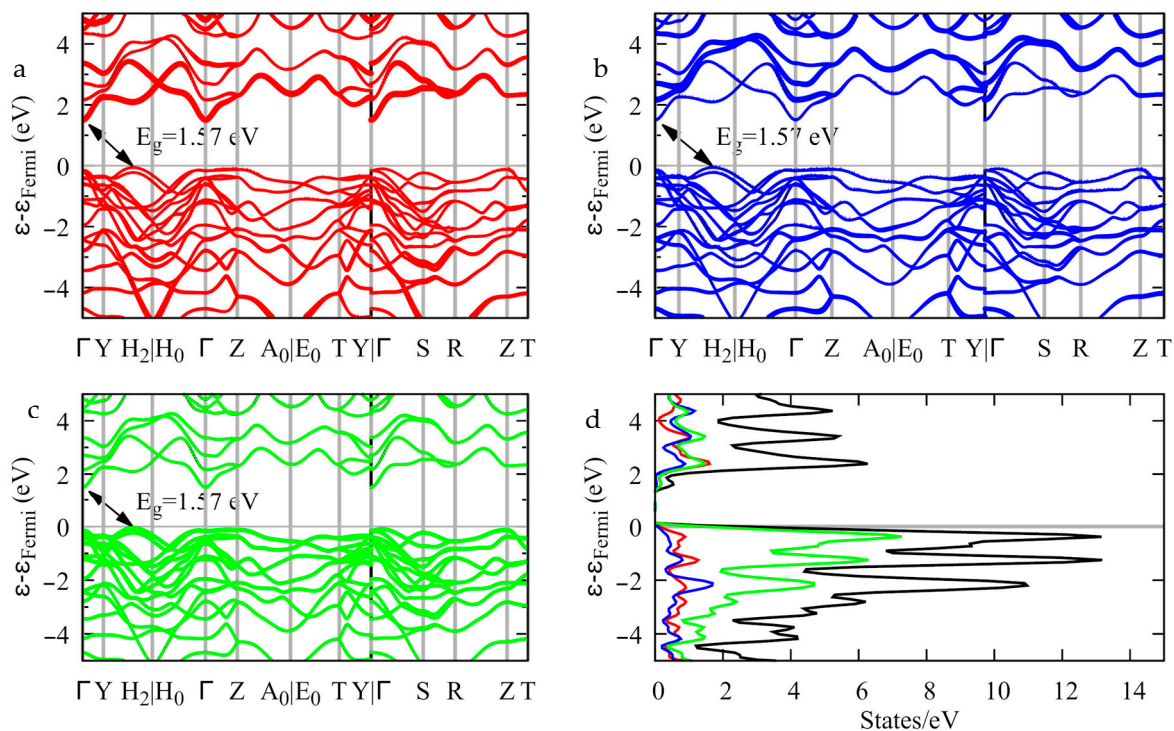 a
4
2
0
−2
−4
ε-εFermi (eV)
Eg=1.57 eV
Γ Y H2|H0 Γ Z A0|E0 T Y|Γ S R Z T
b
4
2
0
−2
−4
ε-εFermi (eV)
Eg=1.57 eV
Γ Y H2|H0 Γ Z A0|E0 T Y|Γ S R Z T
c
4
2
0
−2
−4
ε-εFermi (eV)
Eg=1.57 eV
Γ Y H2|H0 Γ Z A0|E0 T Y|Γ S R Z T
d
4
2
0
−2
−4
ε-εFermi (eV)
0 2 4 6 8 10 12 14
States/eV